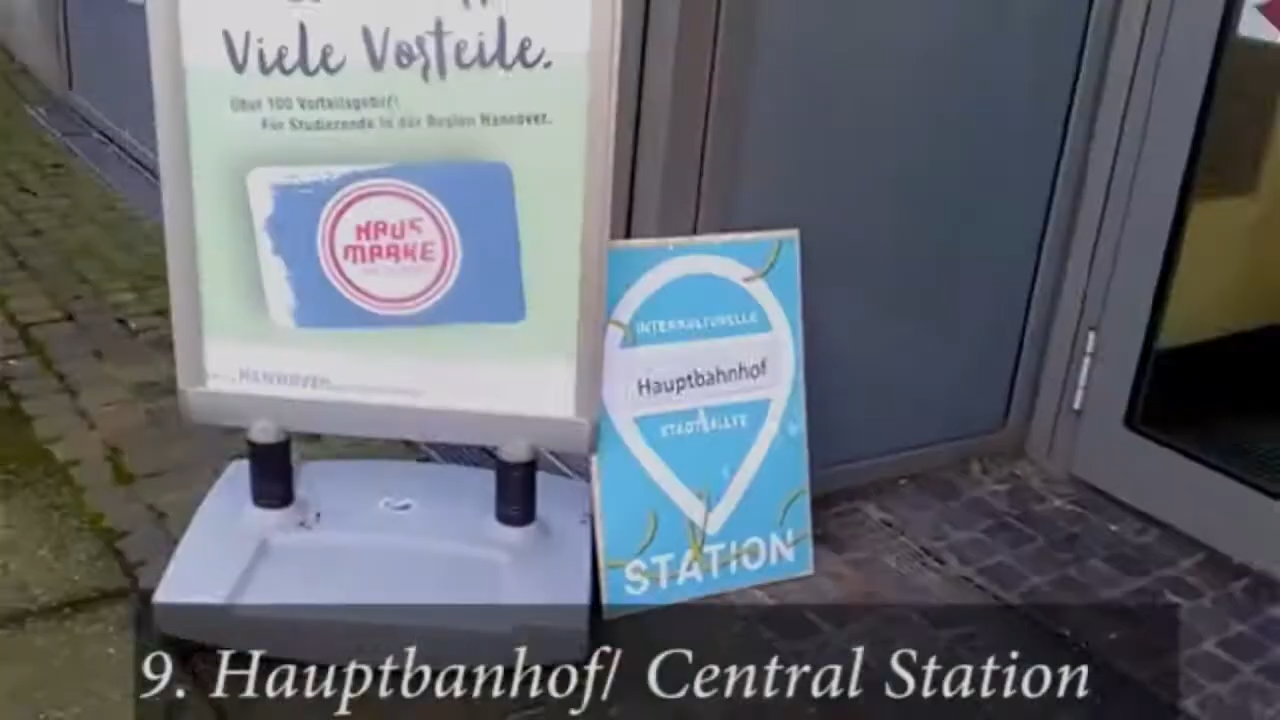 Viele Vorteile.
Über 100 Vorteilsgeber
Für Studierende in der Region Hannover.
HAUS
MARKE
HANNOVER
INTERKULTURELLE
Hauptbahnhof
STADTRALLYE
STATION
9. Hauptbanhof/ Central Station